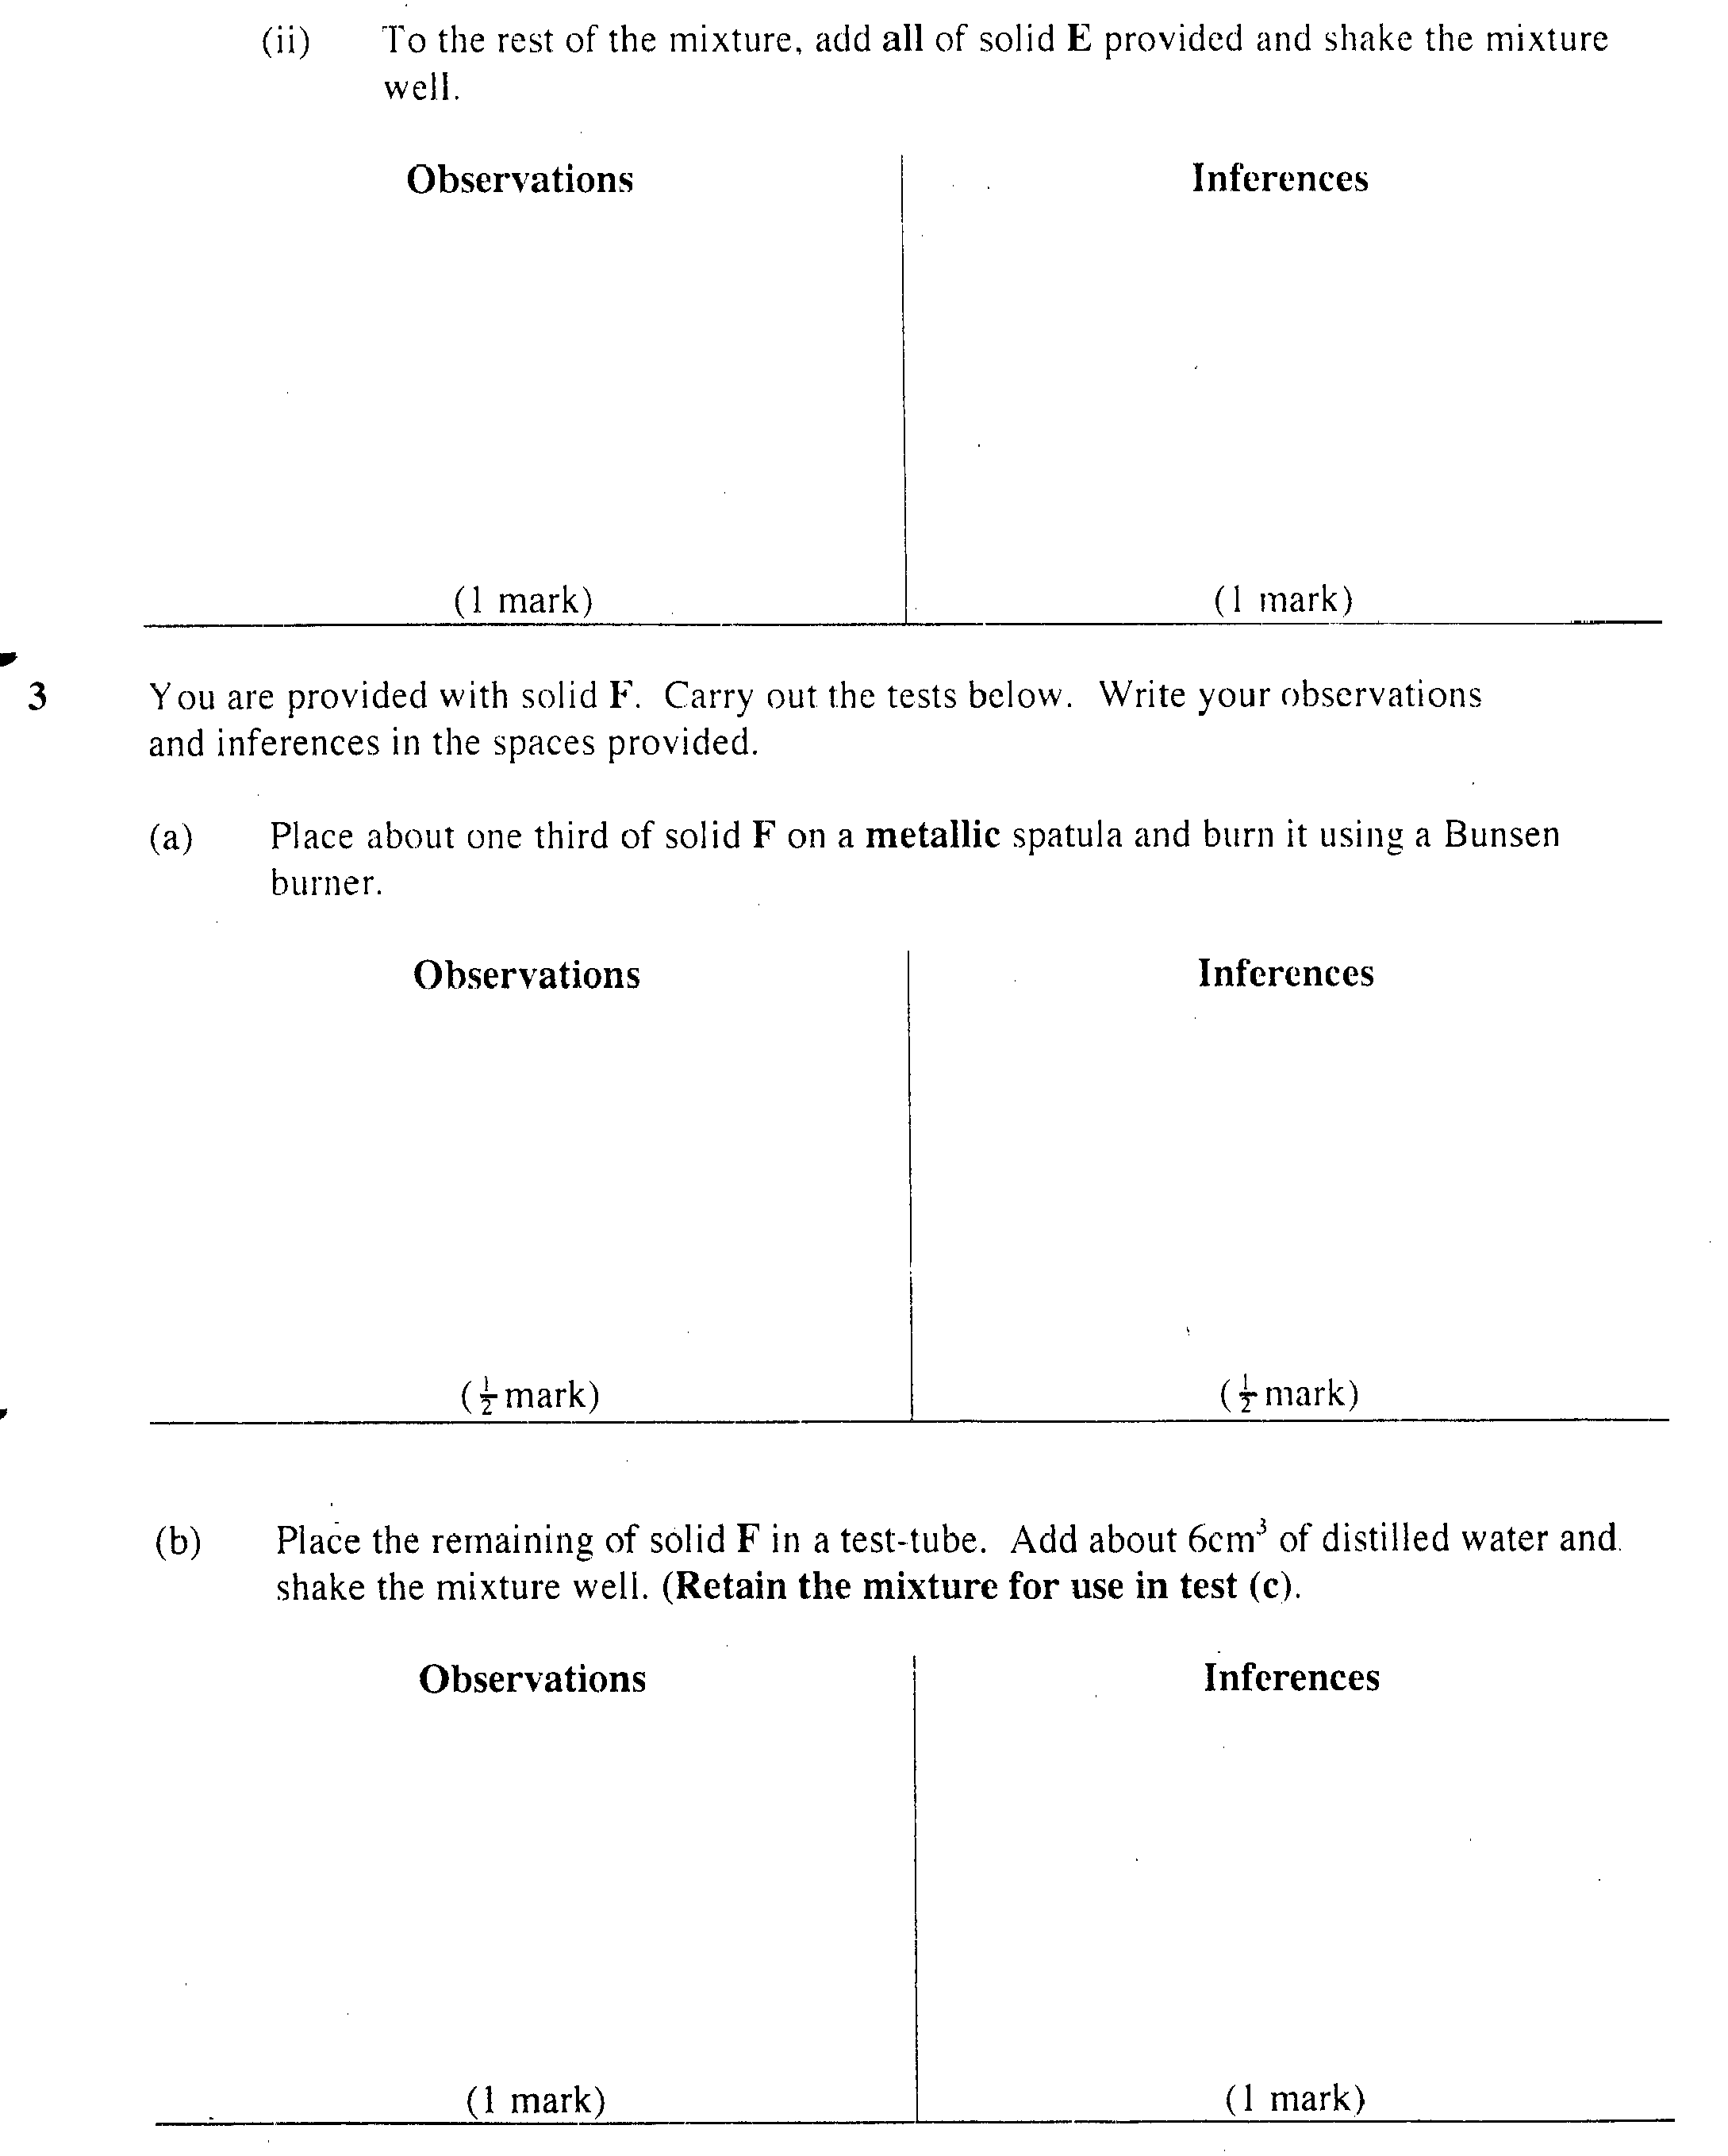 (ii) To the rest of the mixture, add all of solid E provided and shake the mixture
well.
Observations Inferences
(1 mark) (1 mark)
3 You are provided with solid F. Carry out the tests below. Write your observations
and inferences in the spaces provided.
(a) Place about one third of solid F on a metallic spatula and burn it using a Bunsen
burner.
Observations Inferences
(½ mark) (½ mark)
(b) Place the remaining of solid F in a test-tube. Add about 6cm³ of distilled water and
shake the mixture well. (Retain the mixture for use in test (c).
Observations Inferences
(1 mark) (1 mark)